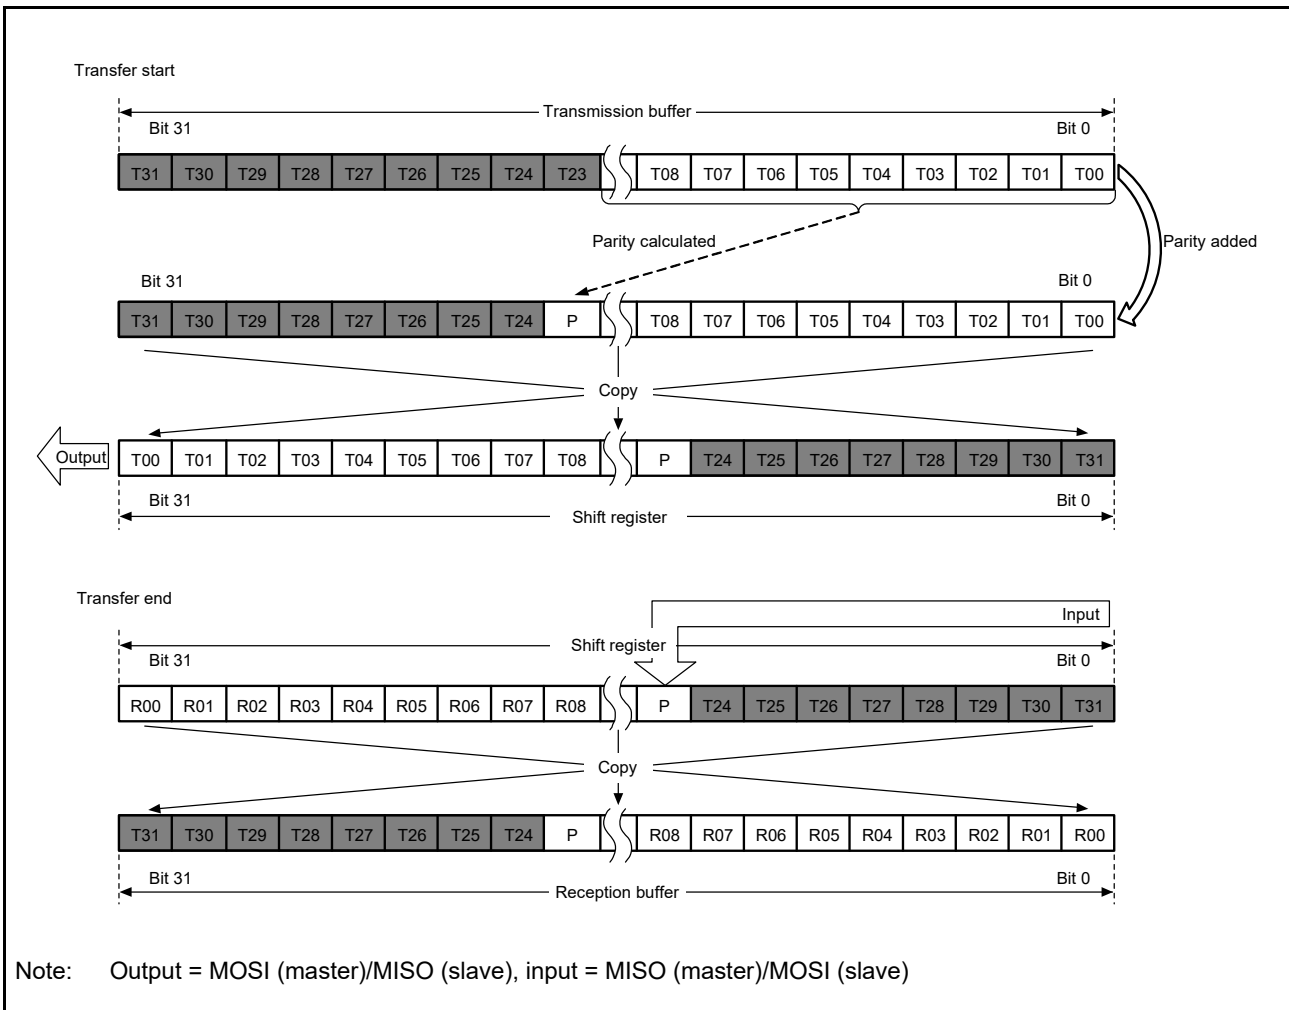 Transfer start
Transmission buffer
Bit 31 Bit 0
T31 T30 T29 T28 T27 T26 T25 T24 T23 T08 T07 T06 T05 T04 T03 T02 T01 T00
Parity calculated Parity added
Bit 31 Bit 0
T31 T30 T29 T28 T27 T26 T25 T24 P T08 T07 T06 T05 T04 T03 T02 T01 T00
Copy
Output T00 T01 T02 T03 T04 T05 T06 T07 T08 P T24 T25 T26 T27 T28 T29 T30 T31
Bit 31 Bit 0
Shift register
Transfer end
Input
Shift register
Bit 31 Bit 0
R00 R01 R02 R03 R04 R05 R06 R07 R08 P T24 T25 T26 T27 T28 T29 T30 T31
Copy
T31 T30 T29 T28 T27 T26 T25 T24 P R08 R07 R06 R05 R04 R03 R02 R01 R00
Bit 31 Bit 0
Reception buffer
Note: Output = MOSI (master)/MISO (slave), input = MISO (master)/MOSI (slave)